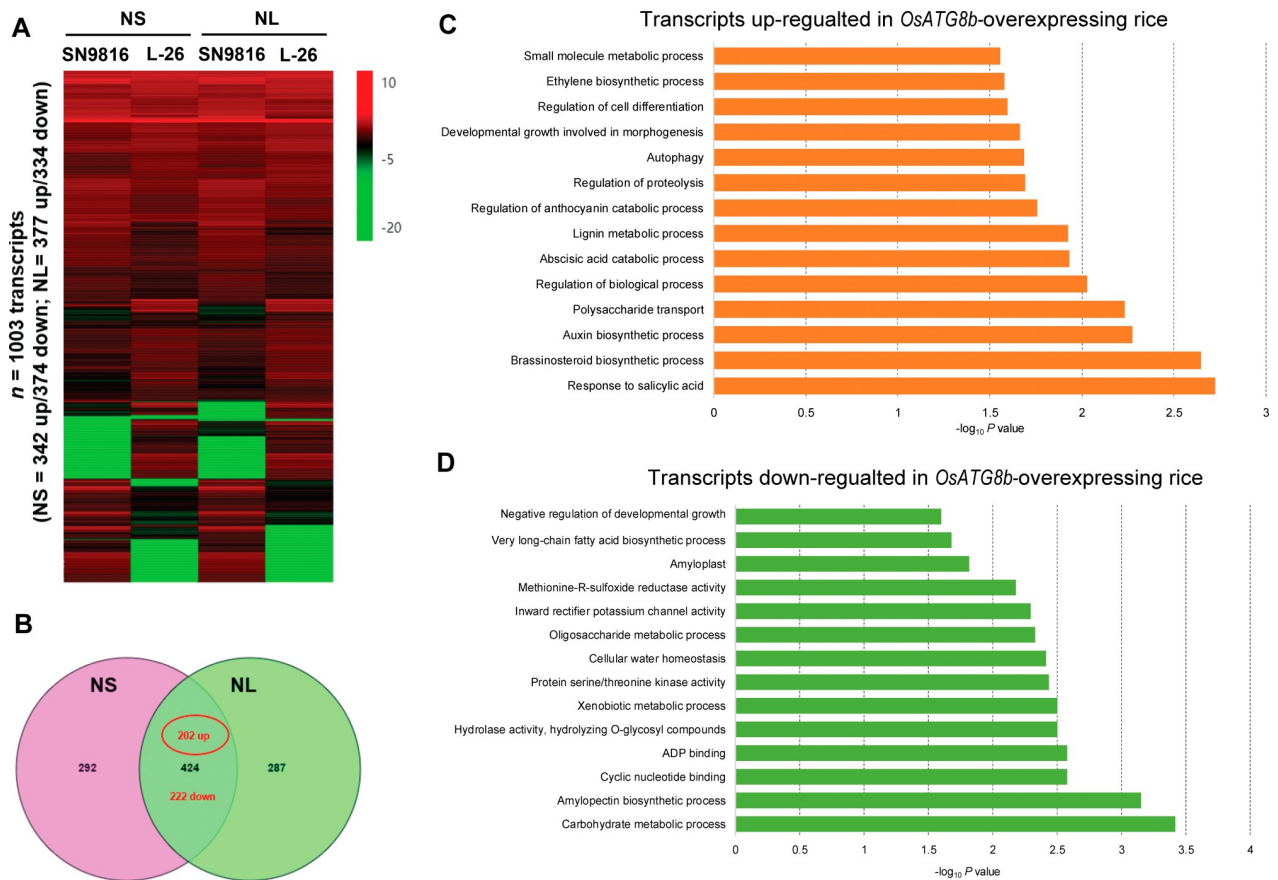 A
NS NL
SN9816 L-26 SN9816 L-26
n = 1003 transcripts
(NS = 342 up/374 down; NL= 377 up/334 down)
10
-5
-20
B
NS NL
202 up
292 424 287
222 down
C
Transcripts up-regualted in OsATG8b-overexpressing rice
Small molecule metabolic process
Ethylene biosynthetic process
Regulation of cell differentiation
Developmental growth involved in morphogenesis
Autophagy
Regulation of proteolysis
Regulation of anthocyanin catabolic process
Lignin metabolic process
Abscisic acid catabolic process
Regulation of biological process
Polysaccharide transport
Auxin biosynthetic process
Brassinosteroid biosynthetic process
Response to salicylic acid
0 0.5 1 1.5 2 2.5 3
-log10 P value
D
Transcripts down-regualted in OsATG8b-overexpressing rice
Negative regulation of developmental growth
Very long-chain fatty acid biosynthetic process
Amyloplast
Methionine-R-sulfoxide reductase activity
Inward rectifier potassium channel activity
Oligosaccharide metabolic process
Cellular water homeostasis
Protein serine/threonine kinase activity
Xenobiotic metabolic process
Hydrolase activity, hydrolyzing O-glycosyl compounds
ADP binding
Cyclic nucleotide binding
Amylopectin biosynthetic process
Carbohydrate metabolic process
0 0.5 1 1.5 2 2.5 3 3.5 4
-log10 P value